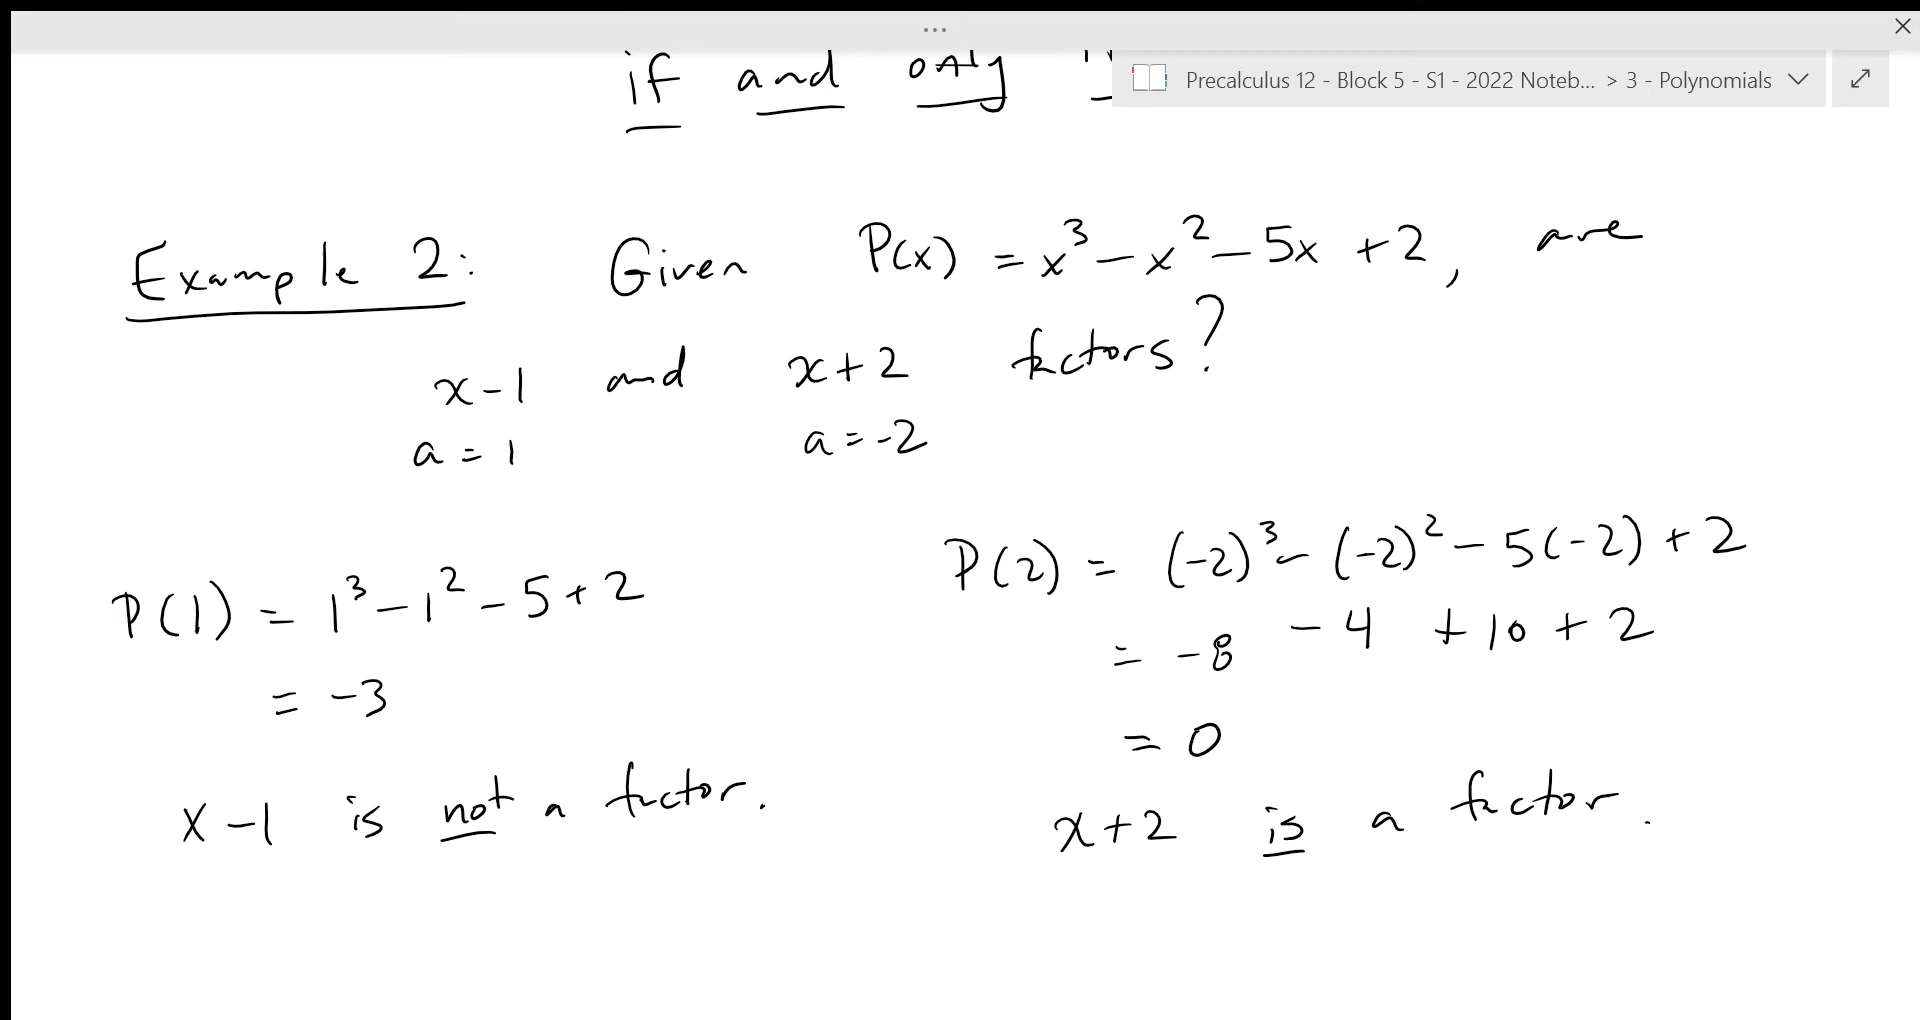 ...
if and only
Precalculus 12 - Block 5 - S1 - 2022 Noteb... > 3 - Polynomials
Example 2: Given P(x) = x³ - x² - 5x + 2, are
x - 1 and x + 2 factors?
a = 1 a = -2
P(1) = 1³ - 1² - 5 + 2
= -3
x - 1 is not a factor.
P(2) = (-2)³ - (-2)² - 5(-2) + 2
= -8 - 4 + 10 + 2
= 0
x + 2 is a factor.